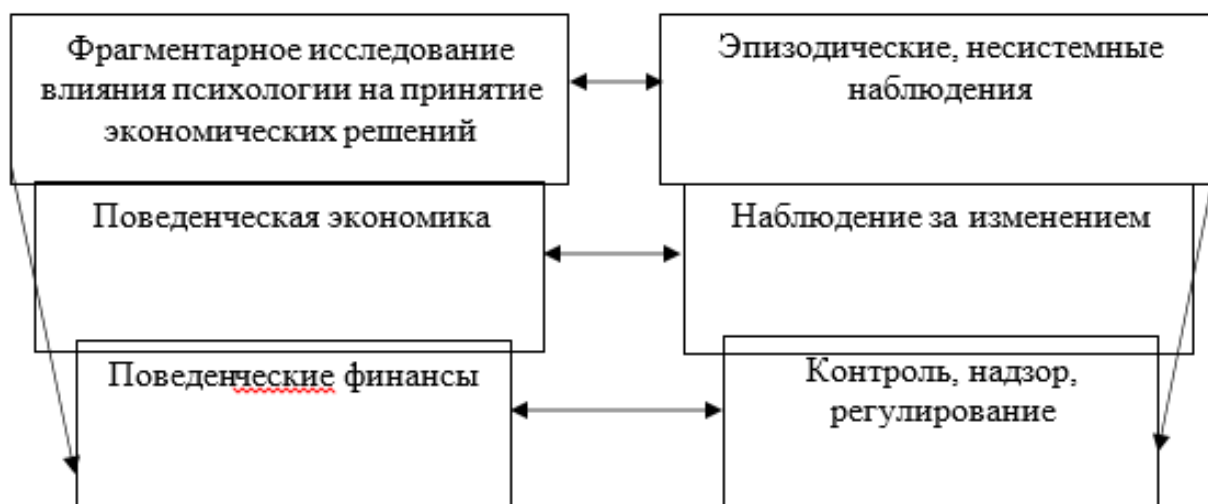 Фрагментарное исследование
влияния психологии на принятие
экономических решений
Эпизодические, несистемные
наблюдения
Поведенческая экономика
Наблюдение за изменением
Поведенческие финансы
Контроль, надзор,
регулирование